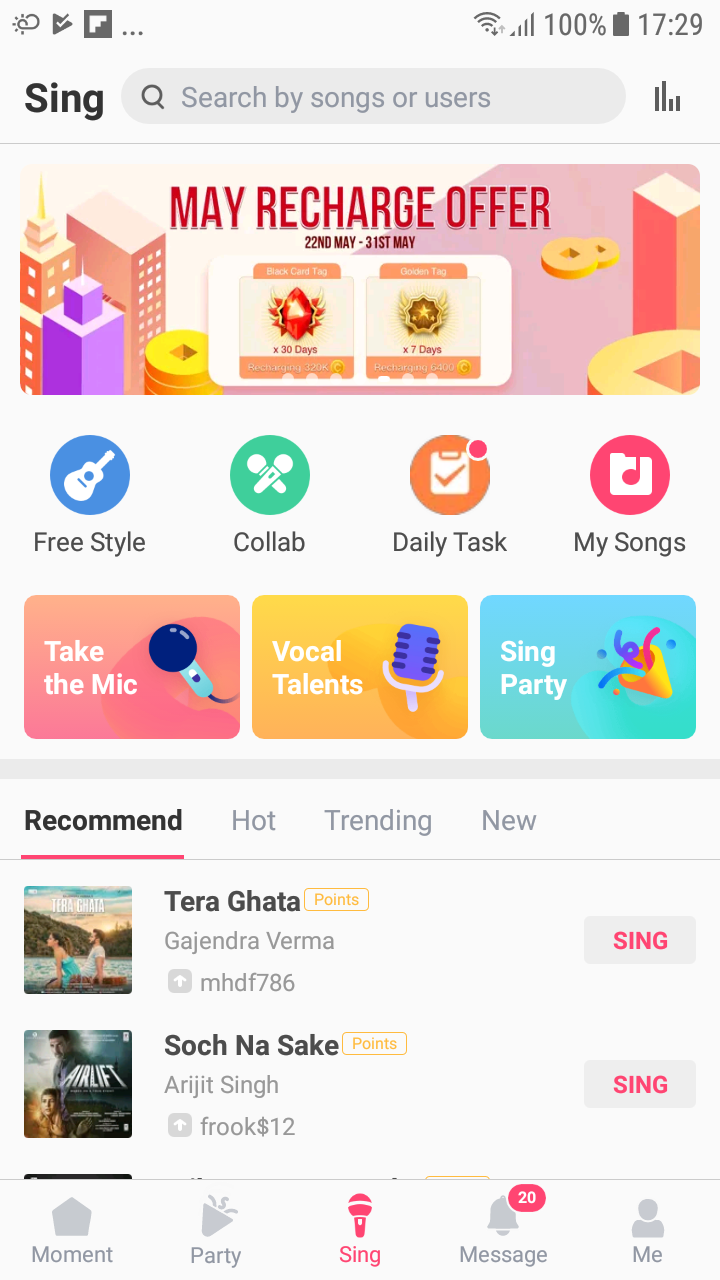 ... 100% 17:29
Sing Search by songs or users
MAY RECHARGE OFFER
22ND MAY - 31ST MAY
Black Card Tag Golden Tag
x 30 Days x 7 Days
Recharging 320K Recharging 6400
Free Style Collab Daily Task My Songs
Take
the Mic
Vocal
Talents
Sing
Party
Recommend Hot Trending New
TERA GHATA
Tera Ghata Points
Gajendra Verma
mhdf786
SING
AIRLIFT
Soch Na Sake Points
Arijit Singh
frook$12
SING
20
Moment Party Sing Message Me